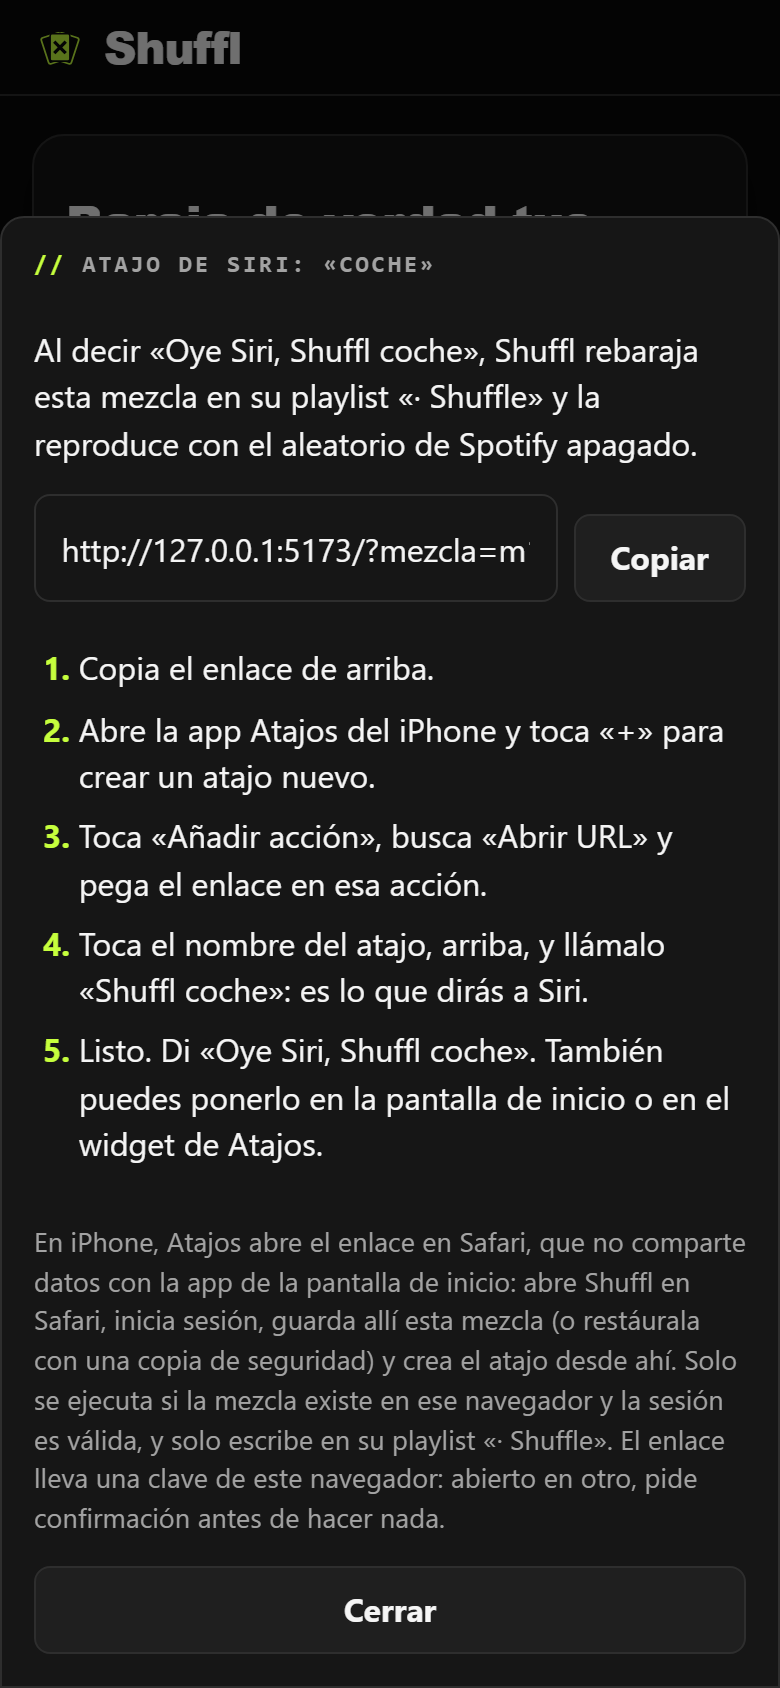 Shuffl
Baraja de verdad tus
// ATAJO DE SIRI: «COCHE»
Al decir «Oye Siri, Shuffl coche», Shuffl rebaraja
esta mezcla en su playlist «· Shuffle» y la
reproduce con el aleatorio de Spotify apagado.
http://127.0.0.1:5173/?mezcla=m
Copiar
1. Copia el enlace de arriba.
2. Abre la app Atajos del iPhone y toca «+» para
crear un atajo nuevo.
3. Toca «Añadir acción», busca «Abrir URL» y
pega el enlace en esa acción.
4. Toca el nombre del atajo, arriba, y llámalo
«Shuffl coche»: es lo que dirás a Siri.
5. Listo. Di «Oye Siri, Shuffl coche». También
puedes ponerlo en la pantalla de inicio o en el
widget de Atajos.
En iPhone, Atajos abre el enlace en Safari, que no comparte
datos con la app de la pantalla de inicio: abre Shuffl en
Safari, inicia sesión, guarda allí esta mezcla (o restáurala
con una copia de seguridad) y crea el atajo desde ahí. Solo
se ejecuta si la mezcla existe en ese navegador y la sesión
es válida, y solo escribe en su playlist «· Shuffle». El enlace
lleva una clave de este navegador: abierto en otro, pide
confirmación antes de hacer nada.
Cerrar